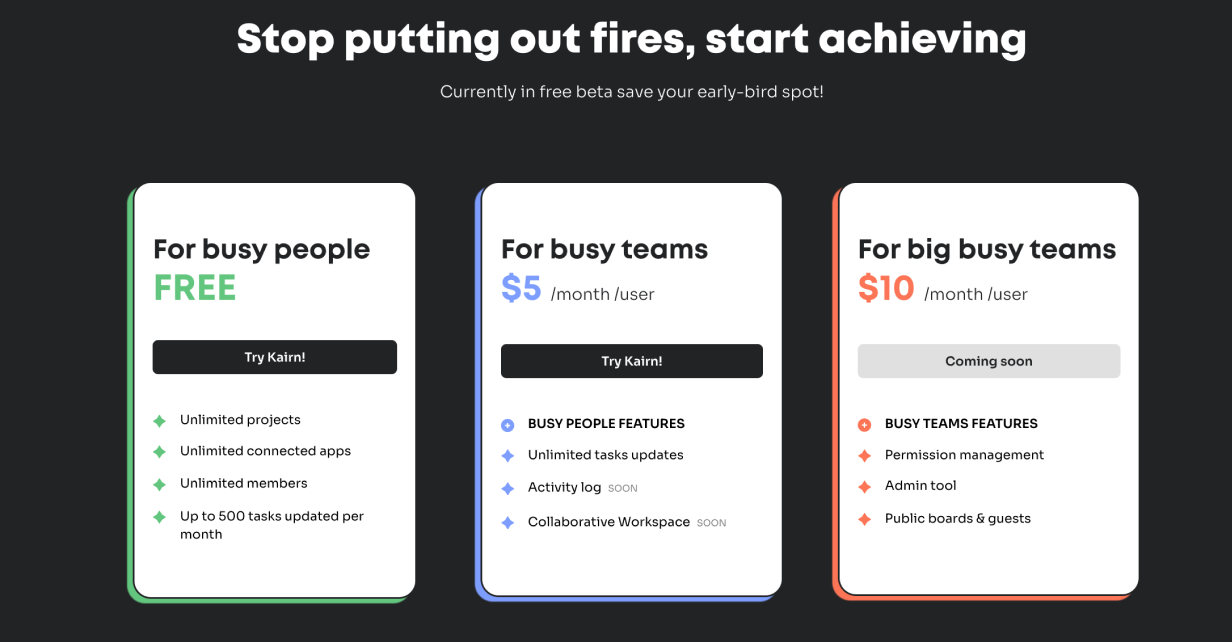 Stop putting out fires, start achieving
Currently in free beta save your early-bird spot!
For busy people
FREE
Try Kairn!
Unlimited projects
Unlimited connected apps
Unlimited members
Up to 500 tasks updated per
month
For busy teams
$5 /month /user
Try Kairn!
BUSY PEOPLE FEATURES
Unlimited tasks updates
Activity log SOON
Collaborative Workspace SOON
For big busy teams
$10 /month /user
Coming soon
BUSY TEAMS FEATURES
Permission management
Admin tool
Public boards & guests